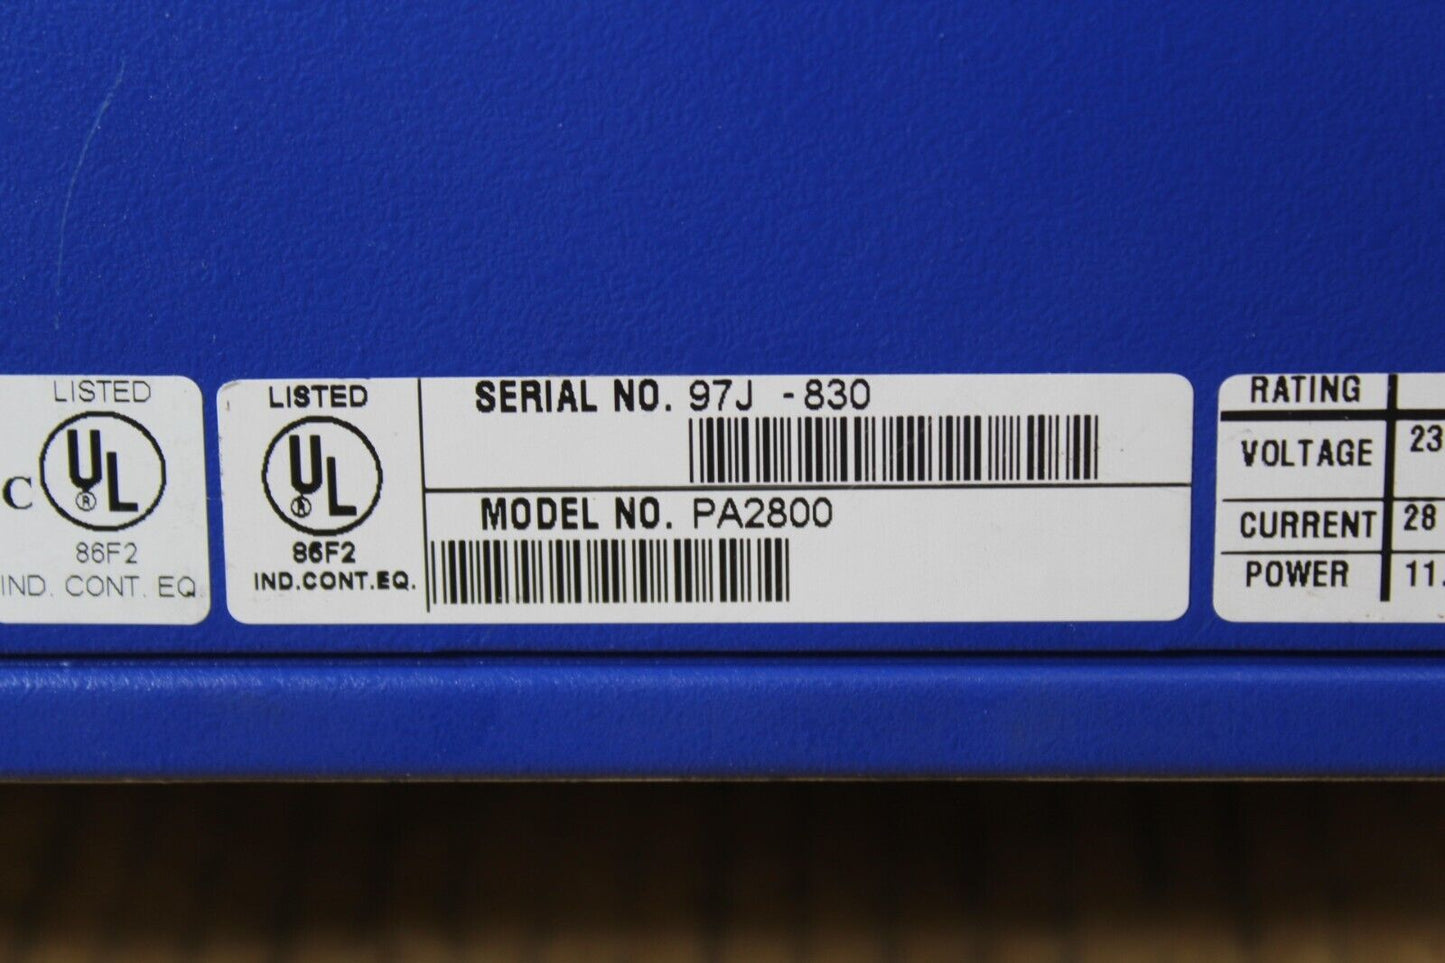 LISTED
C UL ®
86F2
IND. CONT. EQ.
LISTED
UL ®
86F2
IND.CONT.EQ.
SERIAL NO. 97J -830
MODEL NO. PA2800
RATING
VOLTAGE 23
CURRENT 28
POWER 11.